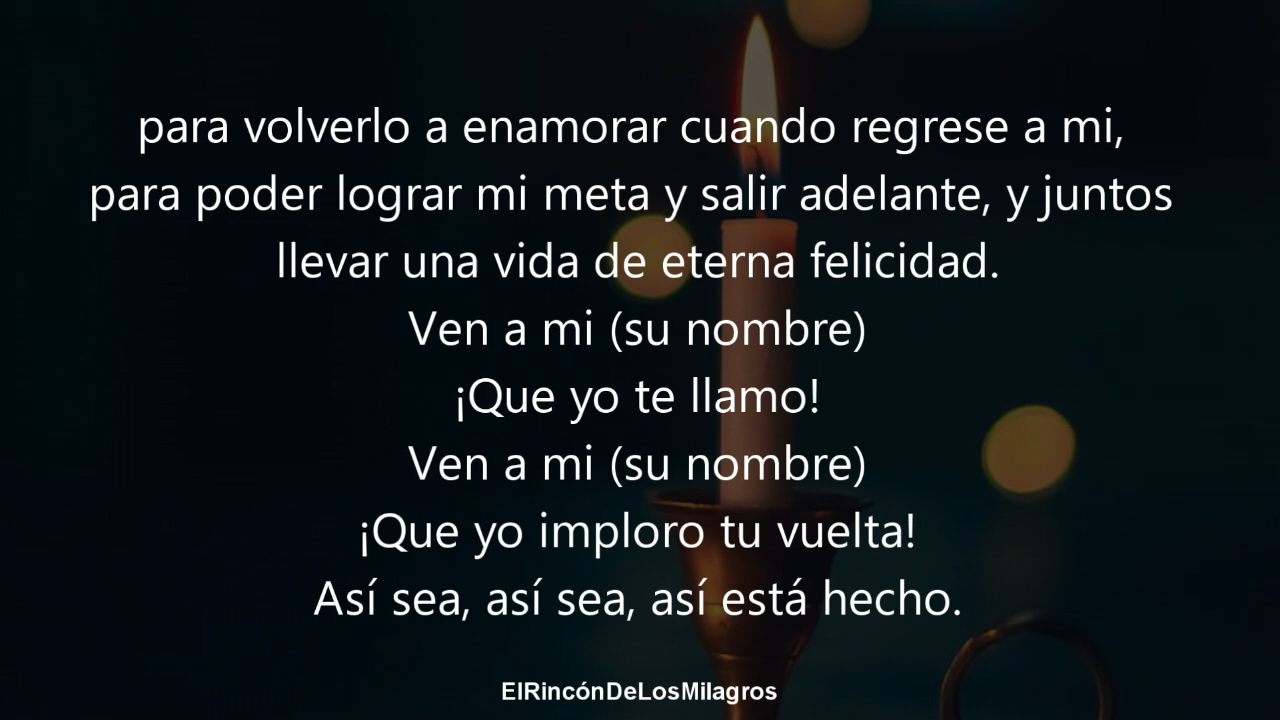 para volverlo a enamorar cuando regrese a mi,
para poder lograr mi meta y salir adelante, y juntos
llevar una vida de eterna felicidad.
Ven a mi (su nombre)
¡Que yo te llamo!
Ven a mi (su nombre)
¡Que yo imploro tu vuelta!
Así sea, así sea, así está hecho.
ElRincónDeLosMilagros